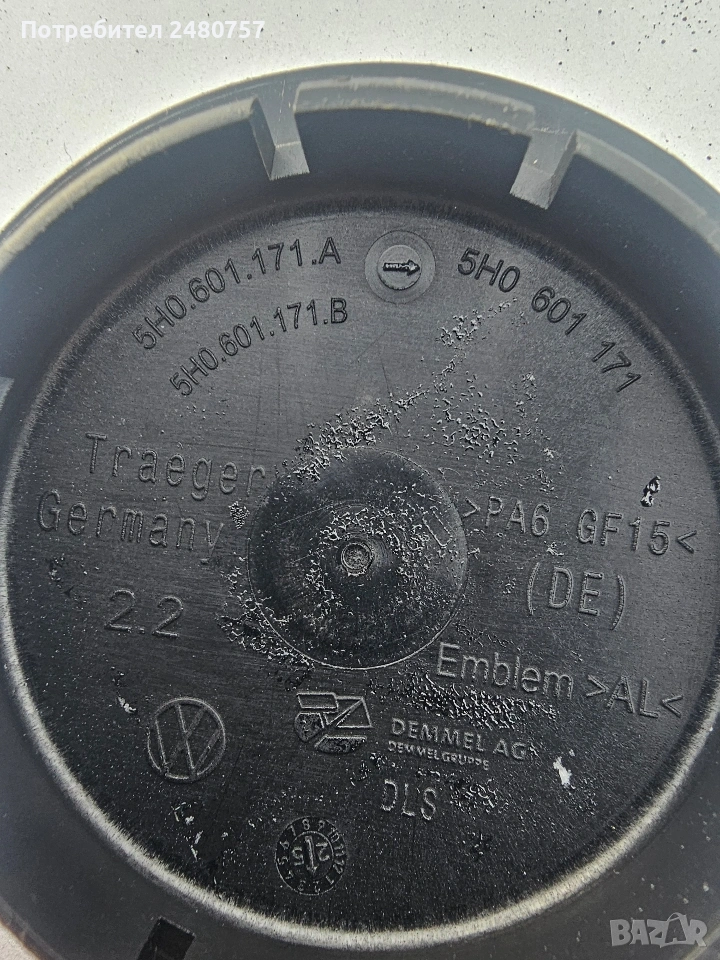 Потребител 2480757
5H0.601.171.A
5H0.601.171.B
5H0 601 171
Traeger
Germany
2.2
>PA6 GF15<
(DE)
Emblem >AL<
DEMMEL AG
DEMMELGRUPPE
DLS
BAZAR